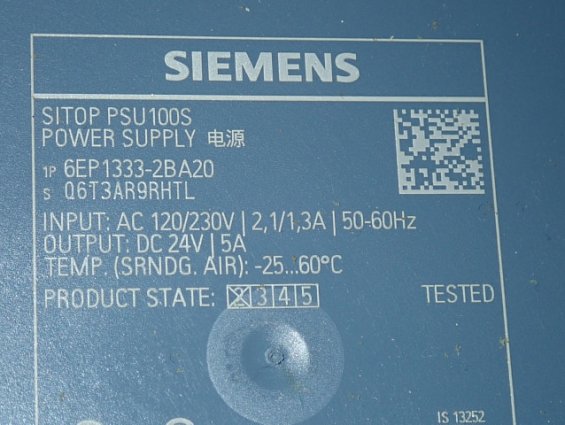 SIEMENS
SITOP PSU100S
POWER SUPPLY 电源
1P 6EP1333-2BA20
S Q6T3AR9RHTL
INPUT: AC 120/230V | 2,1/1,3A | 50-60Hz
OUTPUT: DC 24V | 5A
TEMP. (SRNDG. AIR): -25...60°C
PRODUCT STATE: 2 3 4 5 TESTED
IS 13252